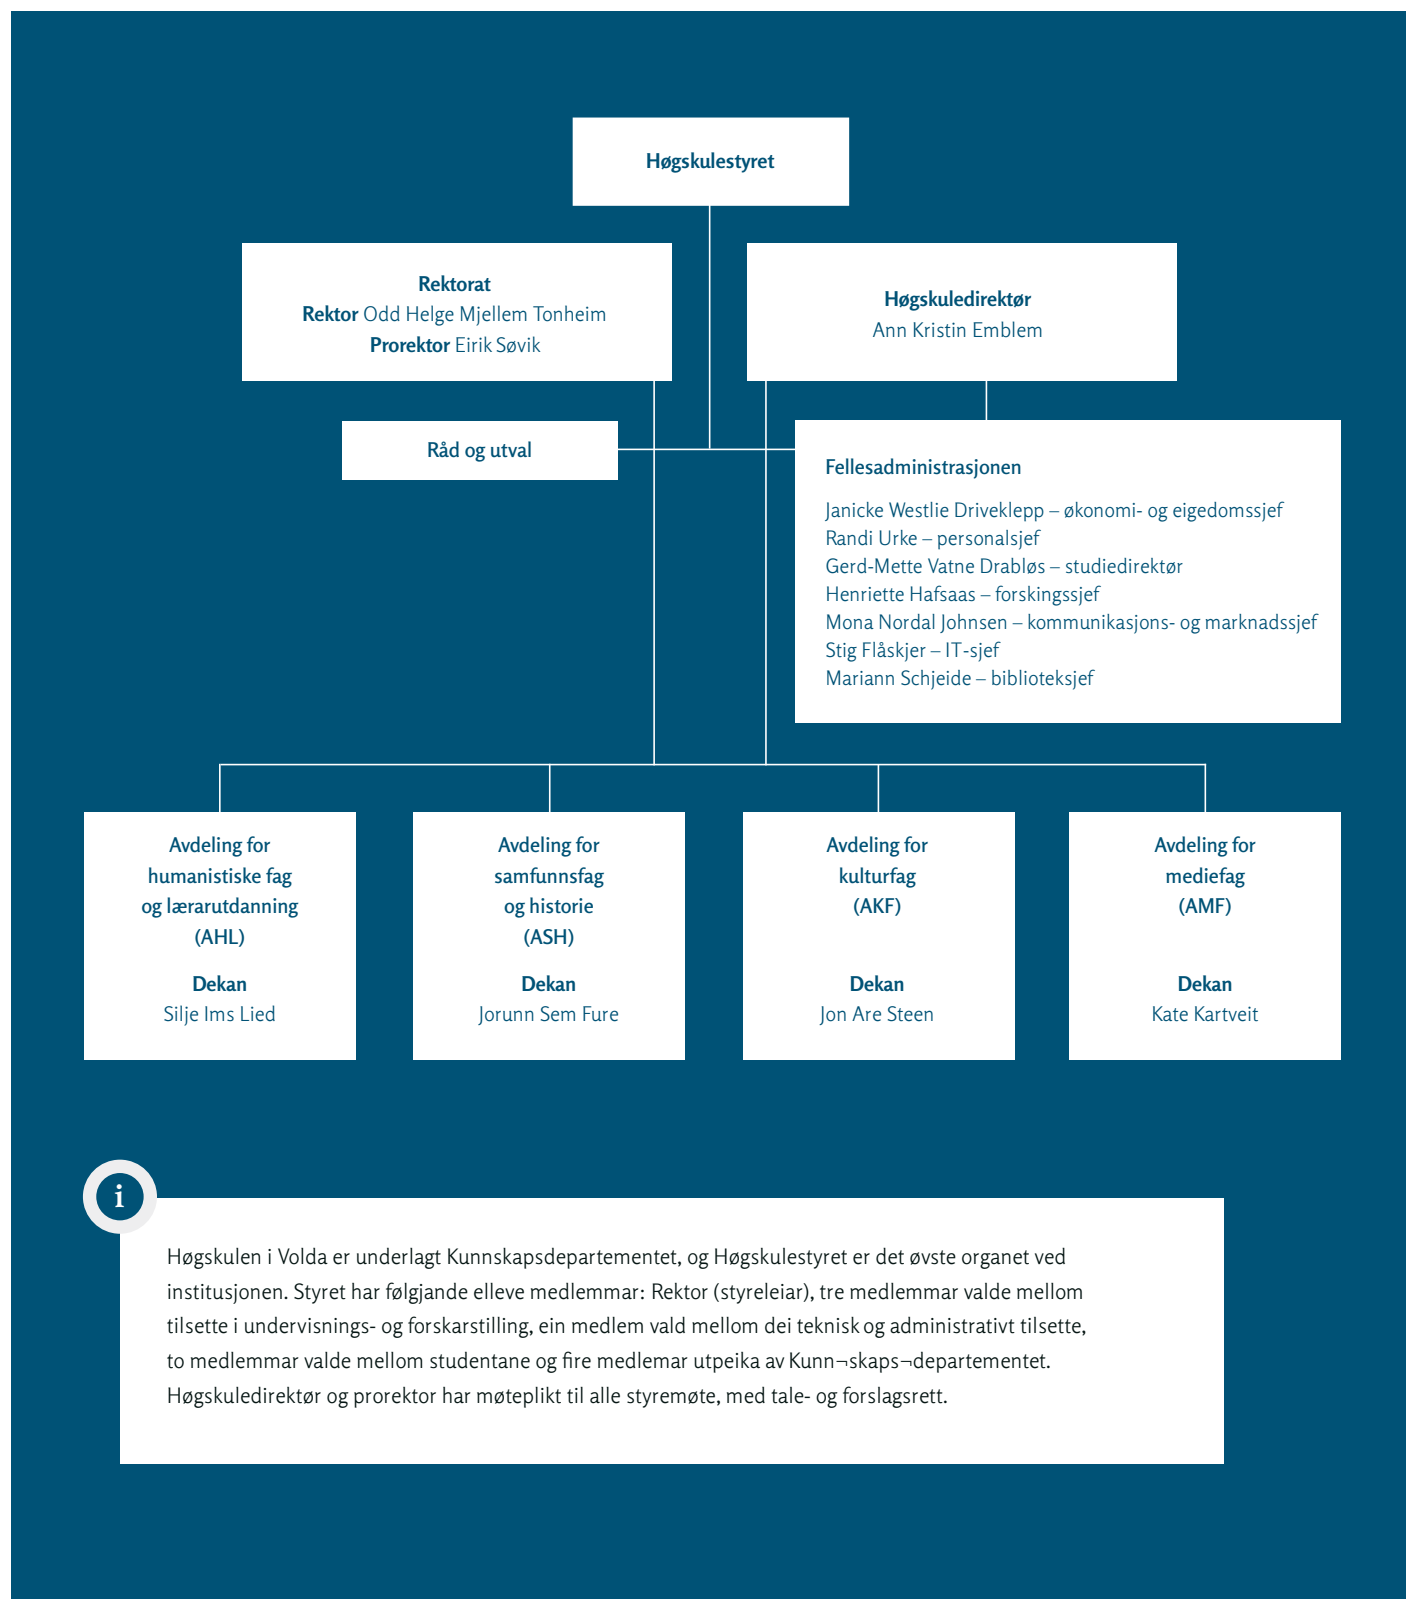 Høgskulestyret
Rektorat
Rektor Odd Helge Mjellem Tonheim
Prorektor Eirik Søvik
Høgskuledirektør
Ann Kristin Emblem
Råd og utval
Fellesadministrasjonen
Janicke Westlie Driveklepp – økonomi- og eigedomssjef
Randi Urke – personalsjef
Gerd-Mette Vatne Drabløs – studiedirektør
Henriette Hafsaas – forskingssjef
Mona Nordal Johnsen – kommunikasjons- og marknadssjef
Stig Flåskjer – IT-sjef
Mariann Schjeide – biblioteksjef
Avdeling for
humanistiske fag
og lærarutdanning
(AHL)
Dekan
Silje Ims Lied
Avdeling for
samfunnsfag
og historie
(ASH)
Dekan
Jorunn Sem Fure
Avdeling for
kulturfag
(AKF)
Dekan
Jon Are Steen
Avdeling for
mediefag
(AMF)
Dekan
Kate Kartveit
i
Høgskulen i Volda er underlagt Kunnskapsdepartementet, og Høgskulestyret er det øvste organet ved
institusjonen. Styret har følgjande elleve medlemmar: Rektor (styreleiar), tre medlemmar valde mellom
tilsette i undervisnings- og forskarstilling, ein medlem vald mellom dei teknisk og administrativt tilsette,
to medlemmar valde mellom studentane og fire medlemar utpeika av Kunn¬skaps¬departementet.
Høgskuledirektør og prorektor har møteplikt til alle styremøte, med tale- og forslagsrett.